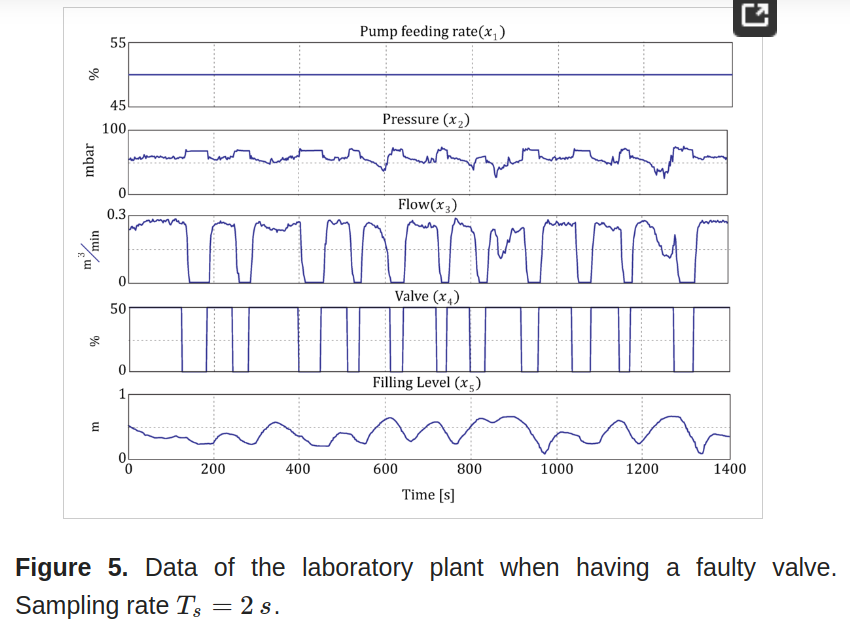 Pump feeding rate(x₁)
55
%
45
Pressure (x₂)
100
mbar
0
Flow(x₃)
0.3
m³/min
0
Valve (x₄)
50
%
0
Filling Level (x₅)
1
m
0
0 200 400 600 800 1000 1200 1400
Time [s]
Figure 5. Data of the laboratory plant when having a faulty valve.
Sampling rate Tₛ = 2 s.